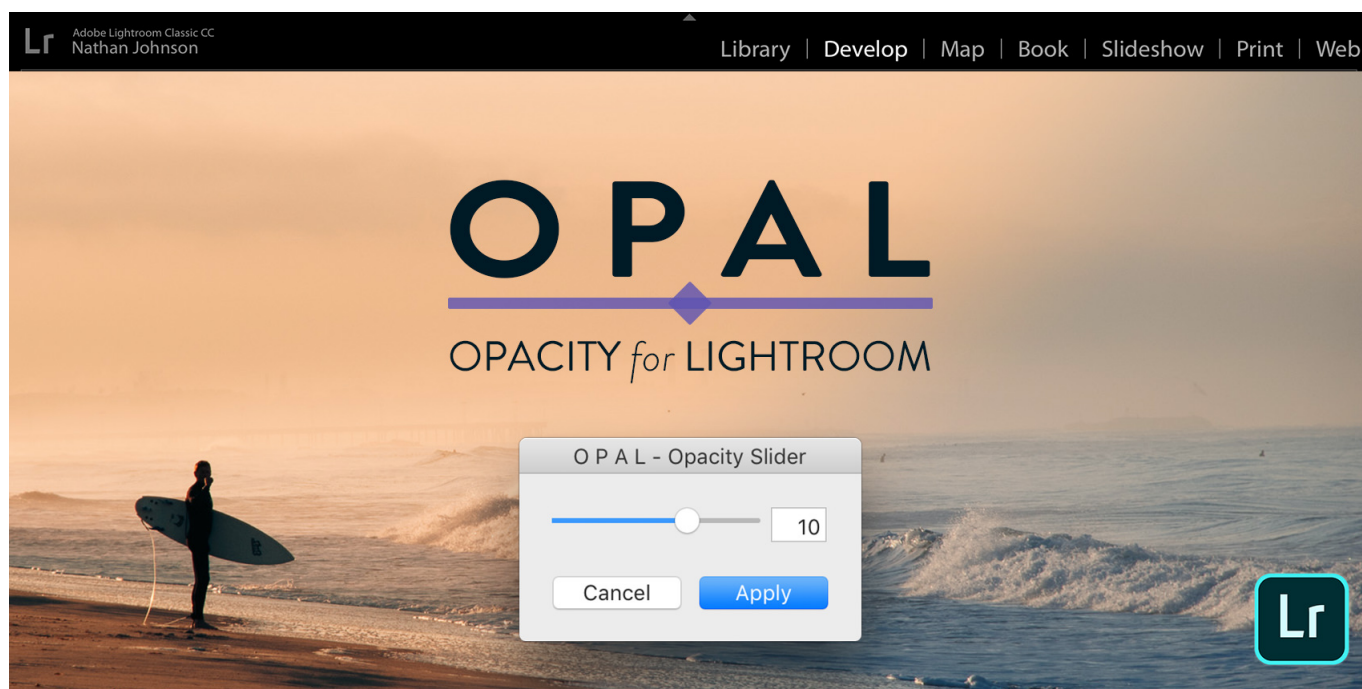 Lr Adobe Lightroom Classic CC
Nathan Johnson
Library | Develop | Map | Book | Slideshow | Print | Web
OPAL
OPACITY for LIGHTROOM
O P A L - Opacity Slider
10
Cancel Apply
Lr